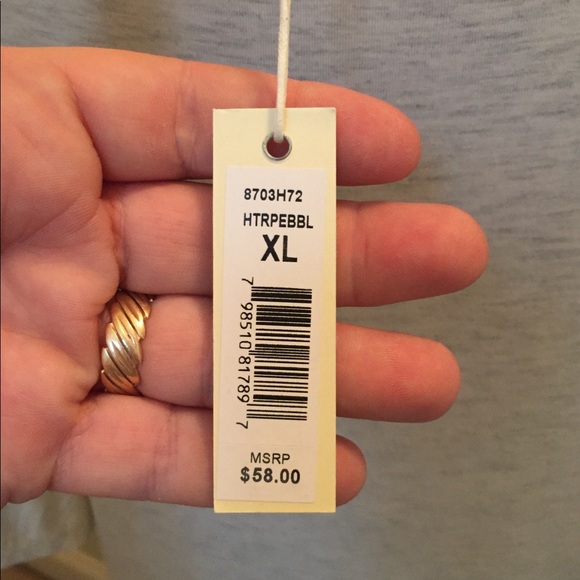 8703H72
HTRPEBBL
XL
7 98510 81789 7
MSRP
$58.00